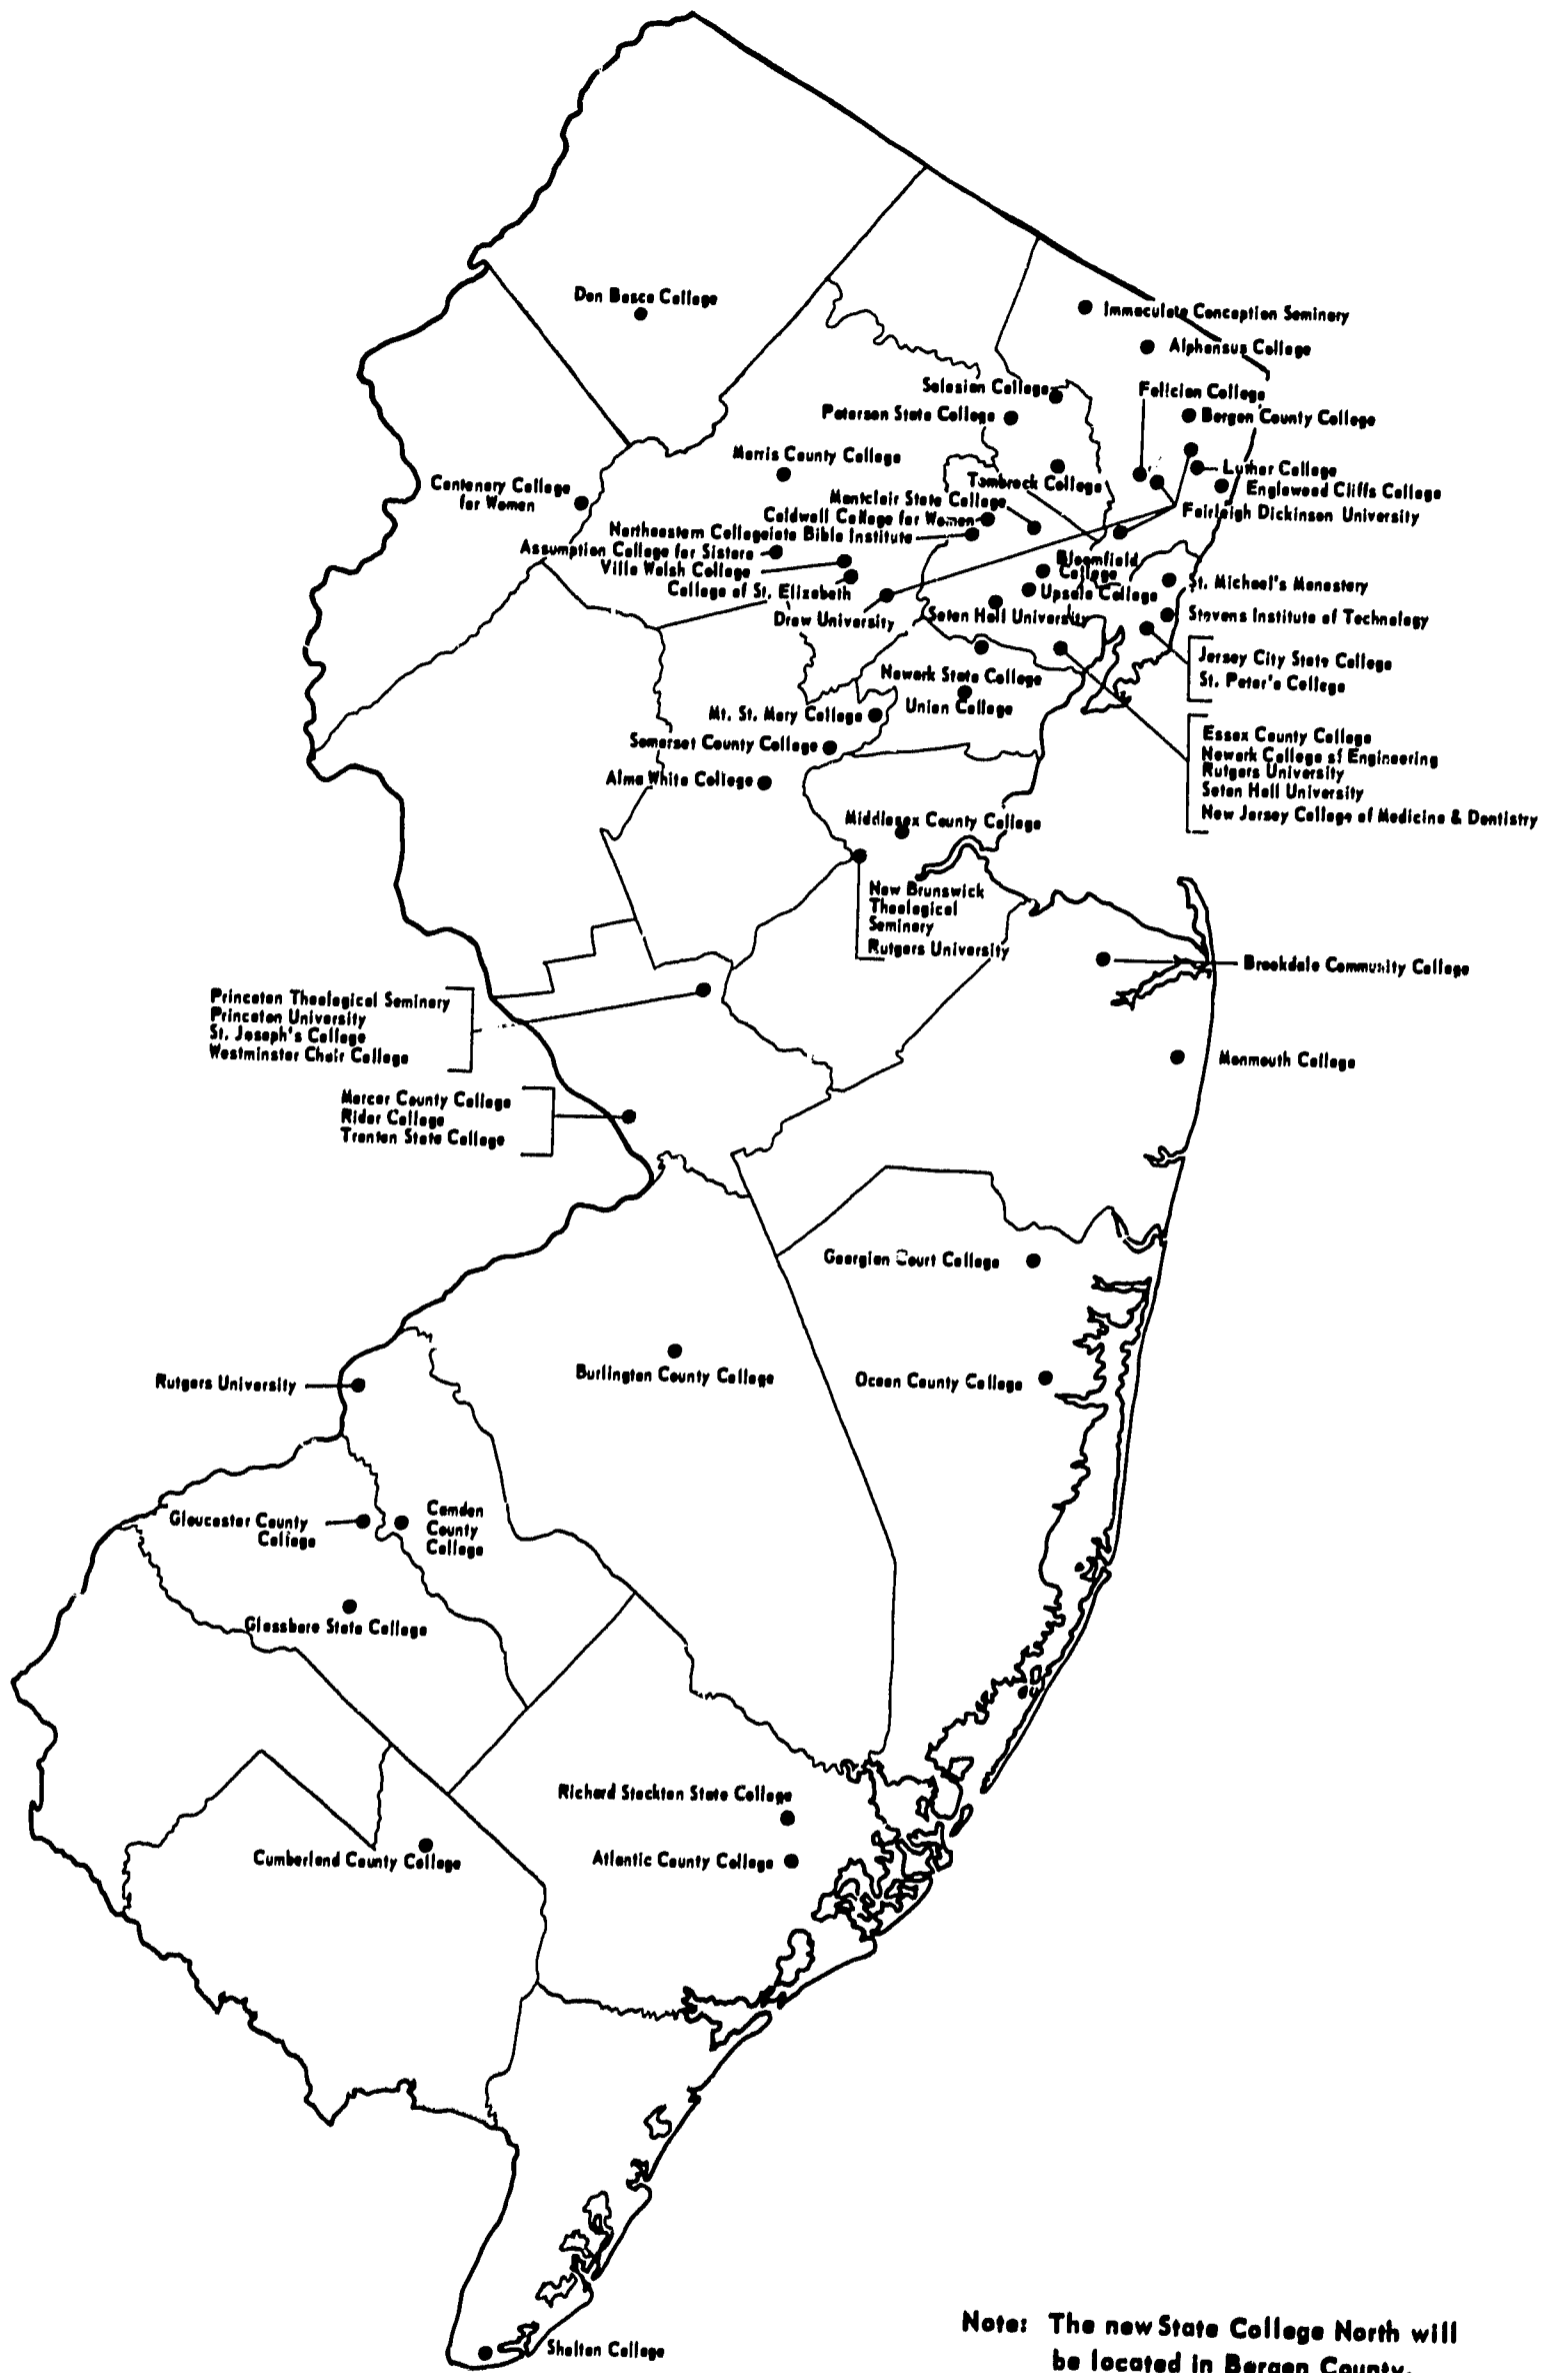 Don Bosco College
Immaculate Conception Seminary
Alphonsus College
Salesian College
Felician College
Paterson State College
Bergen County College
Morris County College
Luther College
Tombrock College
Englewood Cliffs College
Centenary College
for Women
Montclair State College
Caldwell College for Women
Fairleigh Dickinson University
Northeastern Collegeiate Bible Institute
Assumption College for Sisters
Bloomfield
College
Villa Walsh College
St. Michael's Monastery
College of St. Elizabeth
Upsala College
Drew University
Seton Hall University
Stevens Institute of Technology
Jersey City State College
St. Peter's College
Newark State College
Union College
Mt. St. Mary College
Somerset County College
Essex County College
Newark College of Engineering
Rutgers University
Seton Hall University
New Jersey College of Medicine & Dentistry
Alma White College
Middlesex County College
New Brunswick
Theological
Seminary
Rutgers University
Brookdale Community College
Princeton Theological Seminary
Princeton University
St. Joseph's College
Westminster Choir College
Monmouth College
Mercer County College
Rider College
Trenton State College
Georgian Court College
Rutgers University
Burlington County College
Ocean County College
Gloucester County
College
Camden
County
College
Glassboro State College
Richard Stockton State College
Cumberland County College
Atlantic County College
Shelton College
Note: The new State College North will
be located in Bergen County.